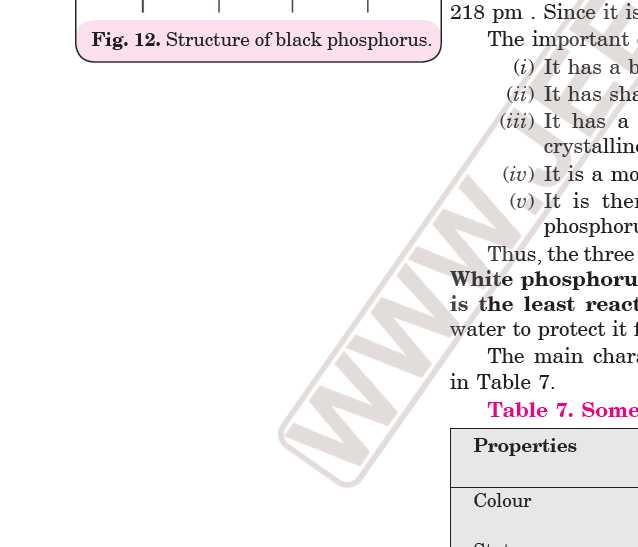 Fig. 12. Structure of black phosphorus.
218 pm . Since it is
The important
(i) It has a b
(ii) It has sha
(iii) It has a
crystalline
(iv) It is a mo
(v) It is ther
phosphoru
Thus, the three
White phosphoru
is the least react
water to protect it f
The main chara
in Table 7.
Table 7. Some
Properties
Colour
WWW.JEE